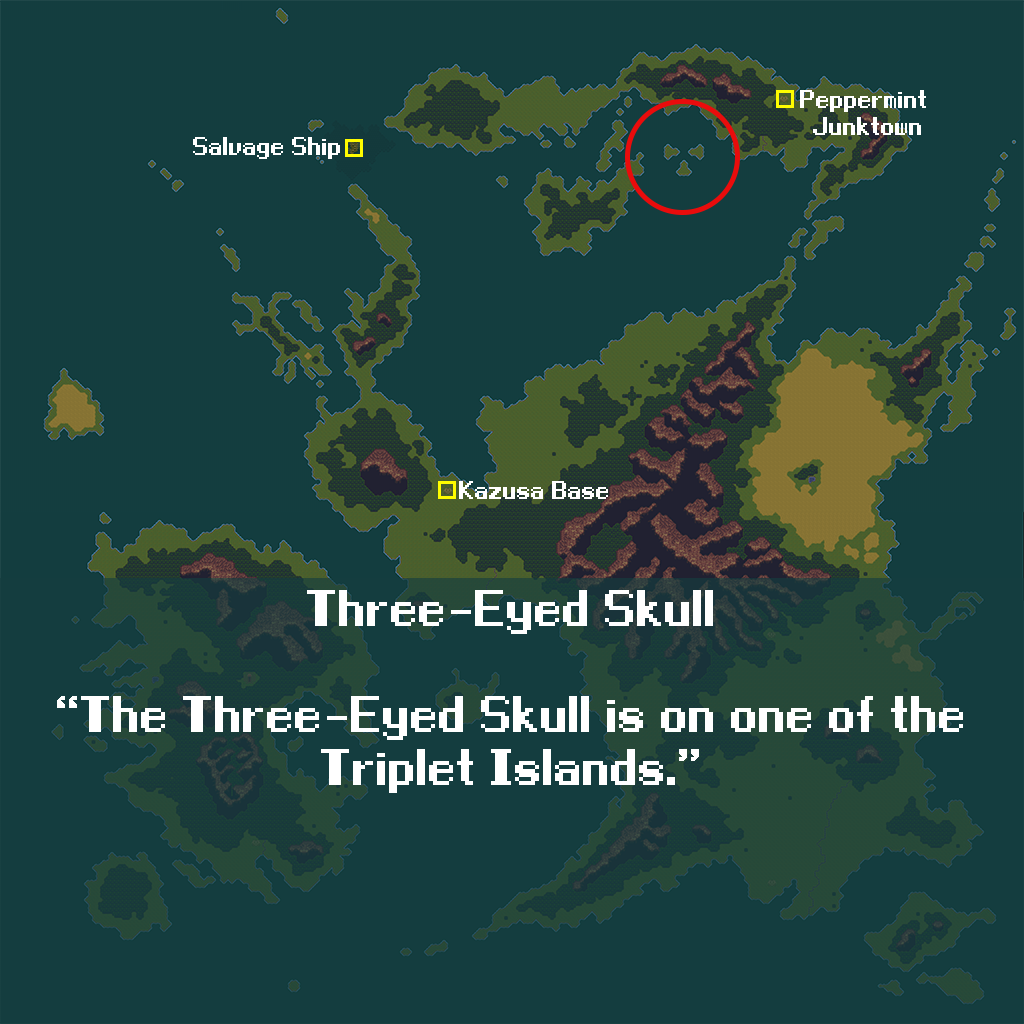 Peppermint
Junktown
Salvage Ship
Kazusa Base
Three-Eyed Skull
“The Three-Eyed Skull is on one of the
Triplet Islands.”